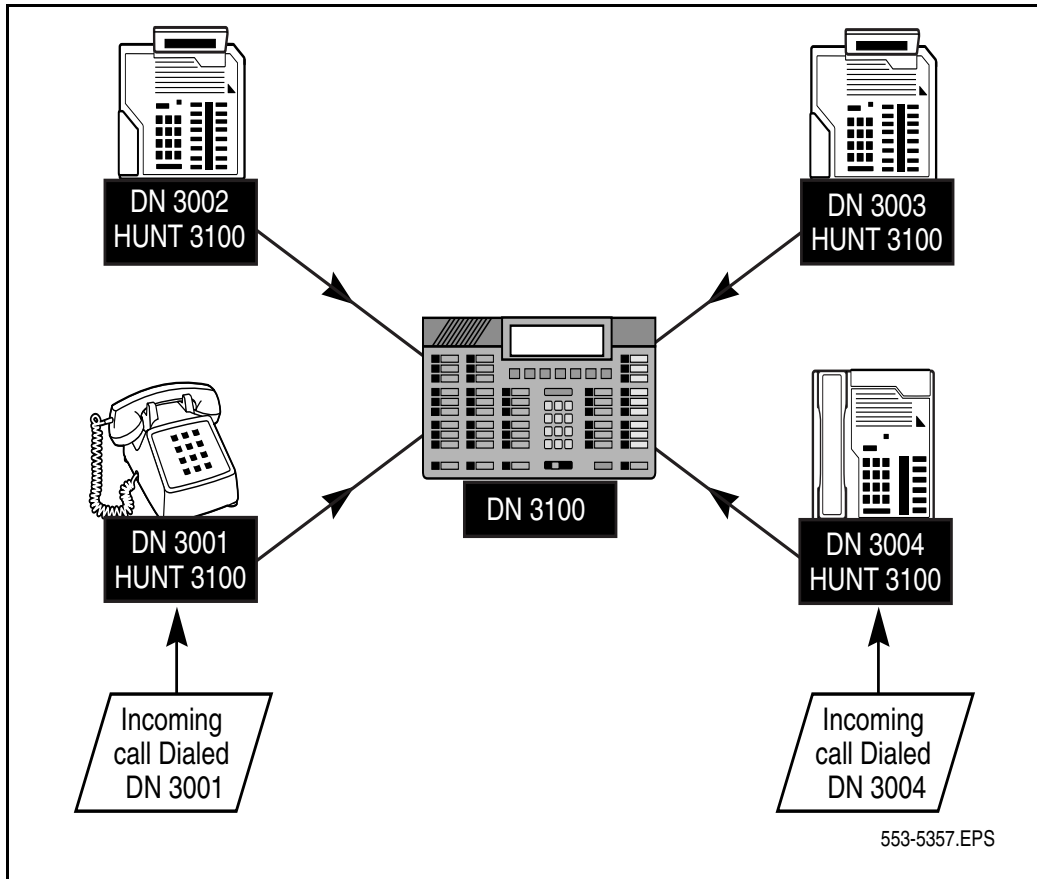 DN 3002
HUNT 3100
DN 3003
HUNT 3100
DN 3100
DN 3001
HUNT 3100
DN 3004
HUNT 3100
Incoming
call Dialed
DN 3001
Incoming
call Dialed
DN 3004
553-5357.EPS